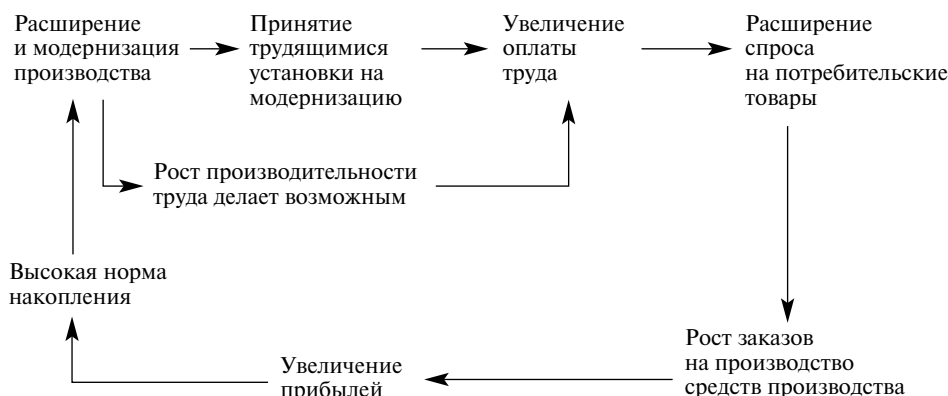 Расширение
и модернизация
производства
Принятие
трудящимися
установки на
модернизацию
Увеличение
оплаты
труда
Расширение
спроса
на потребительские
товары
Рост производительности
труда делает возможным
Высокая норма
накопления
Увеличение
прибылей
Рост заказов
на производство
средств производства